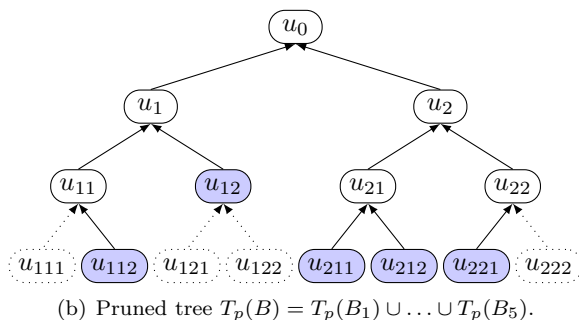 u₀
u₁ u₂
u₁₁ u₁₂ u₂₁ u₂₂
u₁₁₁ u₁₁₂ u₁₂₁ u₁₂₂ u₂₁₁ u₂₁₂ u₂₂₁ u₂₂₂
(b) Pruned tree Tₚ(B) = Tₚ(B₁) ∪ … ∪ Tₚ(B₅).